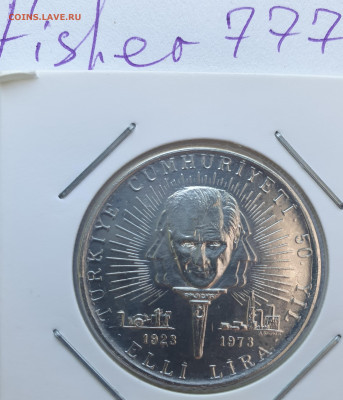 COINS.LAVE.RU
Fisher 777
TÜRKİYE CUMHURİYETİ 50. YIL
1923 1973
ELLİ LİRA